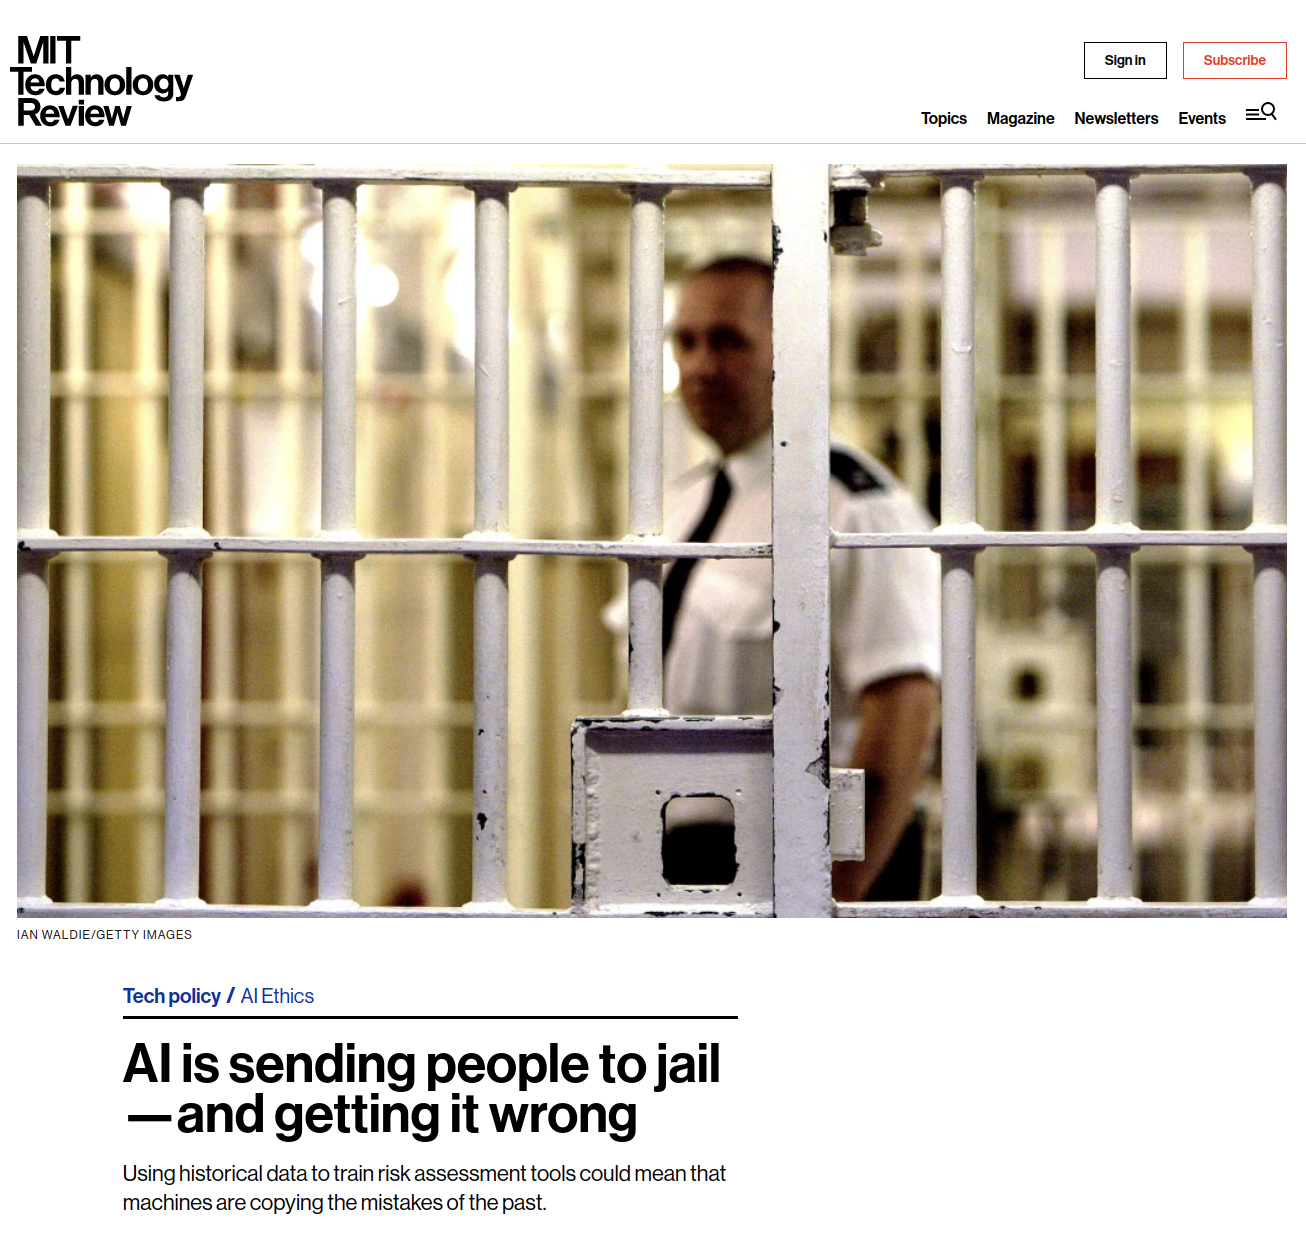 MIT
Technology
Review
Sign in
Subscribe
Topics
Magazine
Newsletters
Events
IAN WALDIE/GETTY IMAGES
Tech policy / AI Ethics
AI is sending people to jail
—and getting it wrong
Using historical data to train risk assessment tools could mean that
machines are copying the mistakes of the past.